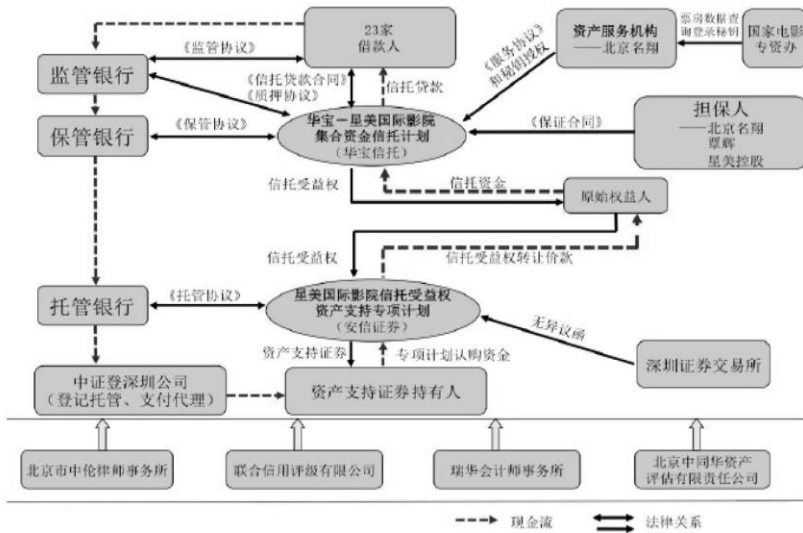 23家
借款人
《监管协议》
监管银行
《信托贷款合同》
《质押协议》
信托贷款
《服务协议》
和秘钥授权
资产服务机构
——北京名翔
票房数据查
询登录秘钥
国家电影
专资办
保管银行
《保管协议》
华宝－星美国际影院
集合资金信托计划
（华宝信托）
《保证合同》
担保人
——北京名翔
覃辉
星美控股
信托受益权
信托资金
原始权益人
信托受益权
信托受益权转让价款
托管银行
《托管协议》
星美国际影院信托受益权
资产支持专项计划
（安信证券）
无异议函
深圳证券交易所
资产支持证券
专项计划认购资金
中证登深圳公司
（登记托管、支付代理）
资产支持证券持有人
北京市中伦律师事务所
联合信用评级有限公司
瑞华会计师事务所
北京中同华资产
评估有限责任公司
现金流
法律关系